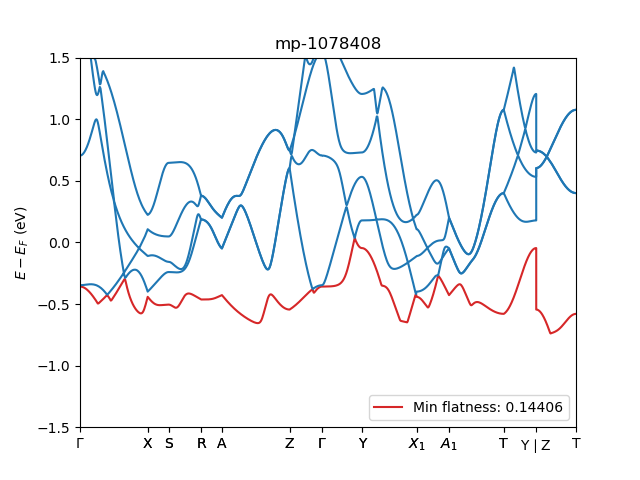 mp-1078408
E − E_F (eV)
1.5
1.0
0.5
0.0
−0.5
−1.0
−1.5
Min flatness: 0.14406
Γ X S R A Z Γ Y X₁ A₁ T Y | Z T